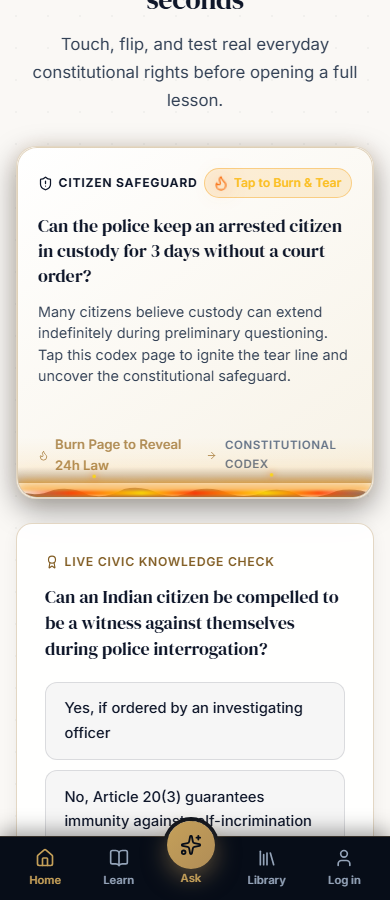 seconds
Touch, flip, and test real everyday
constitutional rights before opening a full
lesson.
CITIZEN SAFEGUARD
Tap to Burn & Tear
Can the police keep an arrested citizen
in custody for 3 days without a court
order?
Many citizens believe custody can extend
indefinitely during preliminary questioning.
Tap this codex page to ignite the tear line and
uncover the constitutional safeguard.
Burn Page to Reveal
24h Law
CONSTITUTIONAL
CODEX
LIVE CIVIC KNOWLEDGE CHECK
Can an Indian citizen be compelled to
be a witness against themselves
during police interrogation?
Yes, if ordered by an investigating
officer
No, Article 20(3) guarantees
immunity against self-incrimination
Home
Learn
Ask
Library
Log in